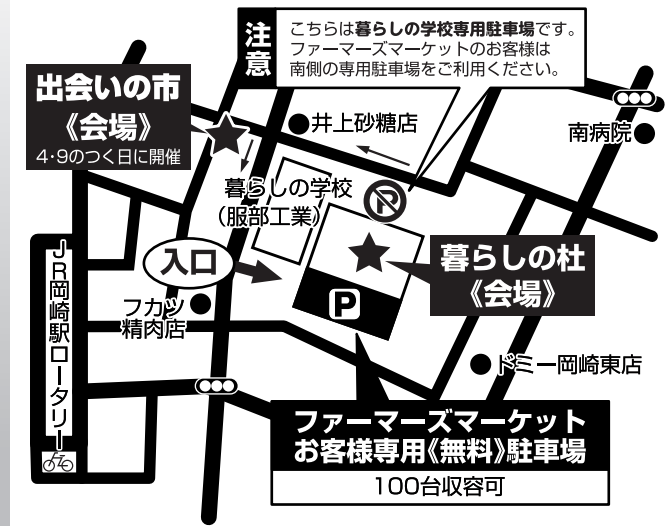 注意
こちらは暮らしの学校専用駐車場です。
ファーマーズマーケットのお客様は
南側の専用駐車場をご利用ください。
出会いの市
《会場》
4・9のつく日に開催
井上砂糖店
南病院
暮らしの学校
(服部工業)
P
入口
暮らしの杜
《会場》
P
フカツ
精肉店
JR岡崎駅ロータリー
ドミー岡崎東店
ファーマーズマーケット
お客様専用《無料》駐車場
100台収容可